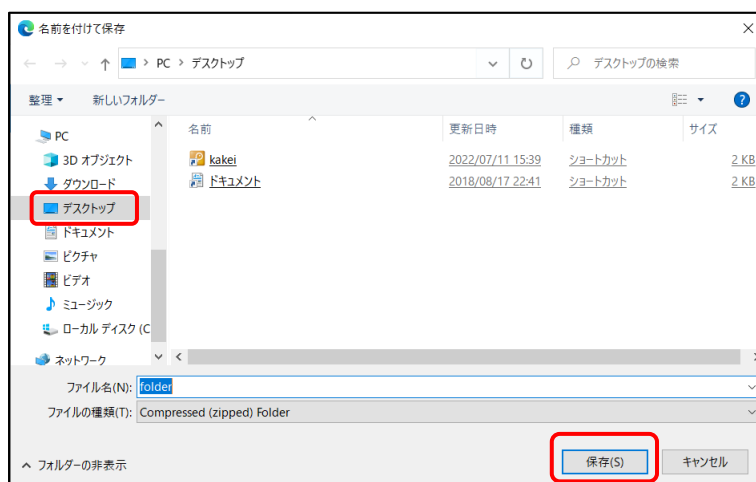 名前を付けて保存
PC > デスクトップ
デスクトップの検索
整理 新しいフォルダー
名前 更新日時 種類 サイズ
PC
3D オブジェクト
ダウンロード
デスクトップ
ドキュメント
ピクチャ
ビデオ
ミュージック
ローカル ディスク (C
ネットワーク
kakei 2022/07/11 15:39 ショートカット 2 KB
ドキュメント 2018/08/17 22:41 ショートカット 2 KB
ファイル名(N): folder
ファイルの種類(T): Compressed (zipped) Folder
フォルダーの非表示
保存(S) キャンセル